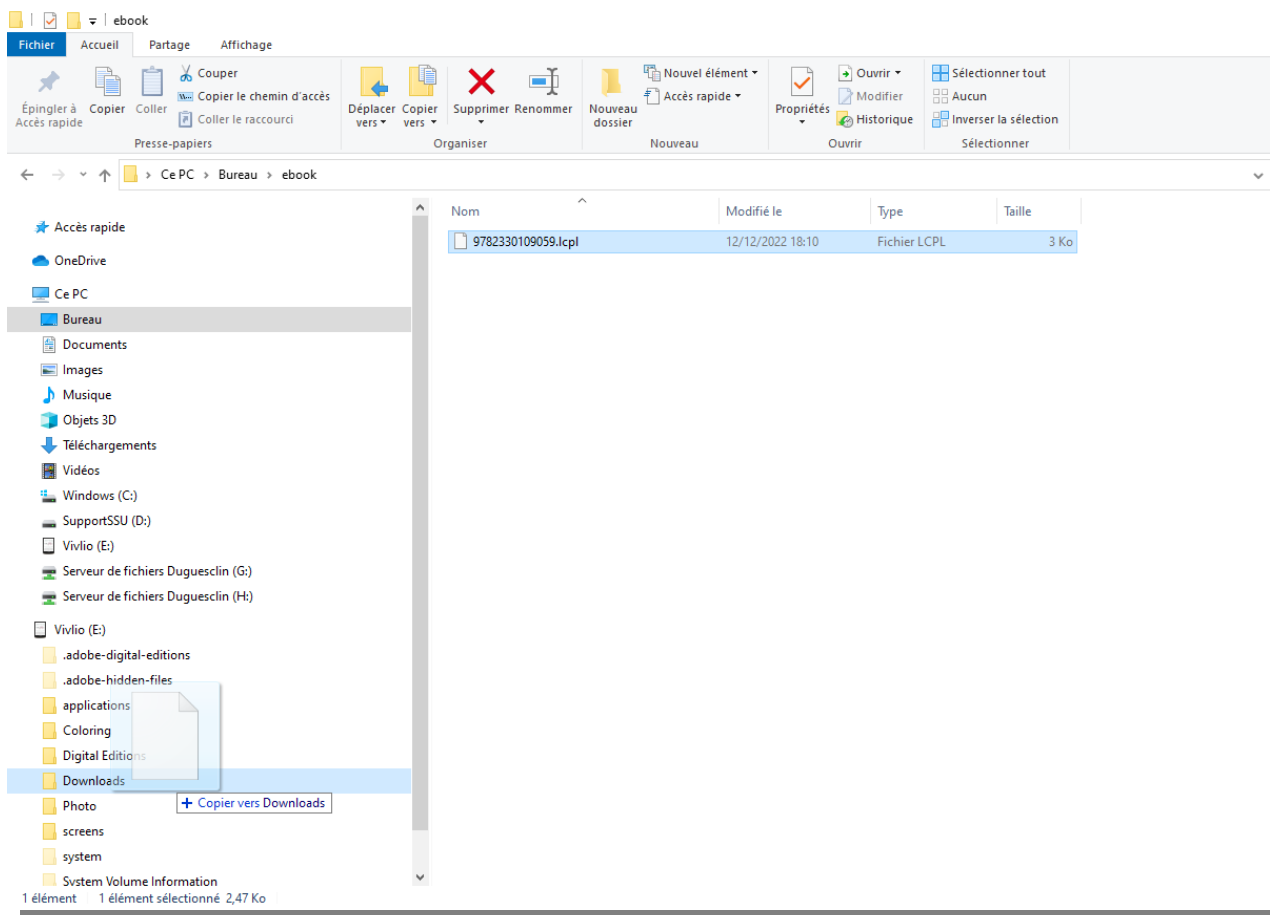 ebook
Fichier Accueil Partage Affichage
Épingler à Accès rapide
Copier
Coller
Couper
Copier le chemin d'accès
Coller le raccourci
Presse-papiers
Déplacer vers
Copier vers
Supprimer
Renommer
Organiser
Nouveau dossier
Nouvel élément
Accès rapide
Nouveau
Propriétés
Ouvrir
Modifier
Historique
Ouvrir
Sélectionner tout
Aucun
Inverser la sélection
Sélectionner
Ce PC > Bureau > ebook
Accès rapide
OneDrive
Ce PC
Bureau
Documents
Images
Musique
Objets 3D
Téléchargements
Vidéos
Windows (C:)
SupportSSU (D:)
Vivlio (E:)
Serveur de fichiers Duguesclin (G:)
Serveur de fichiers Duguesclin (H:)
Vivlio (E:)
.adobe-digital-editions
.adobe-hidden-files
applications
Coloring
Digital Editions
Downloads
Photo
+ Copier vers Downloads
screens
system
System Volume Information
Nom Modifié le Type Taille
9782330109059.lcpl 12/12/2022 18:10 Fichier LCPL 3 Ko
1 élément 1 élément sélectionné 2,47 Ko